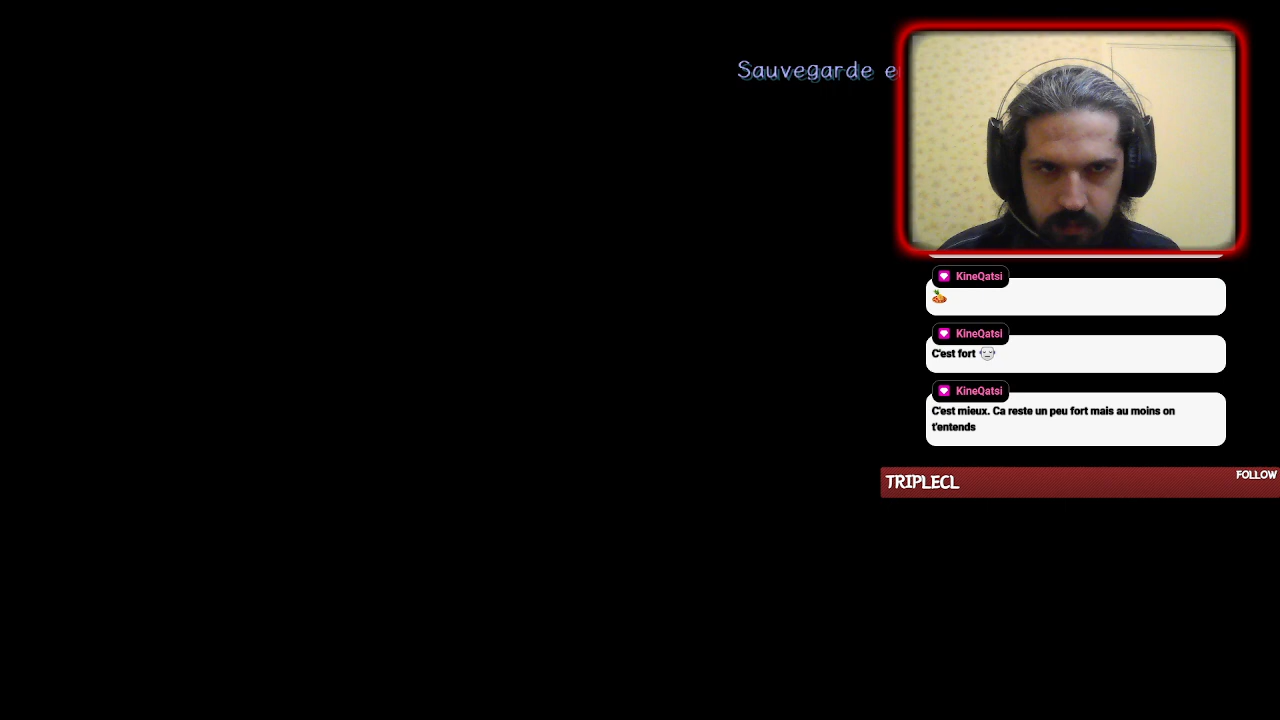 Sauvegarde
KineQatsi
KineQatsi
C'est fort
KineQatsi
C'est mieux. Ca reste un peu fort mais au moins on
t'entends
TRIPLECL
FOLLOW